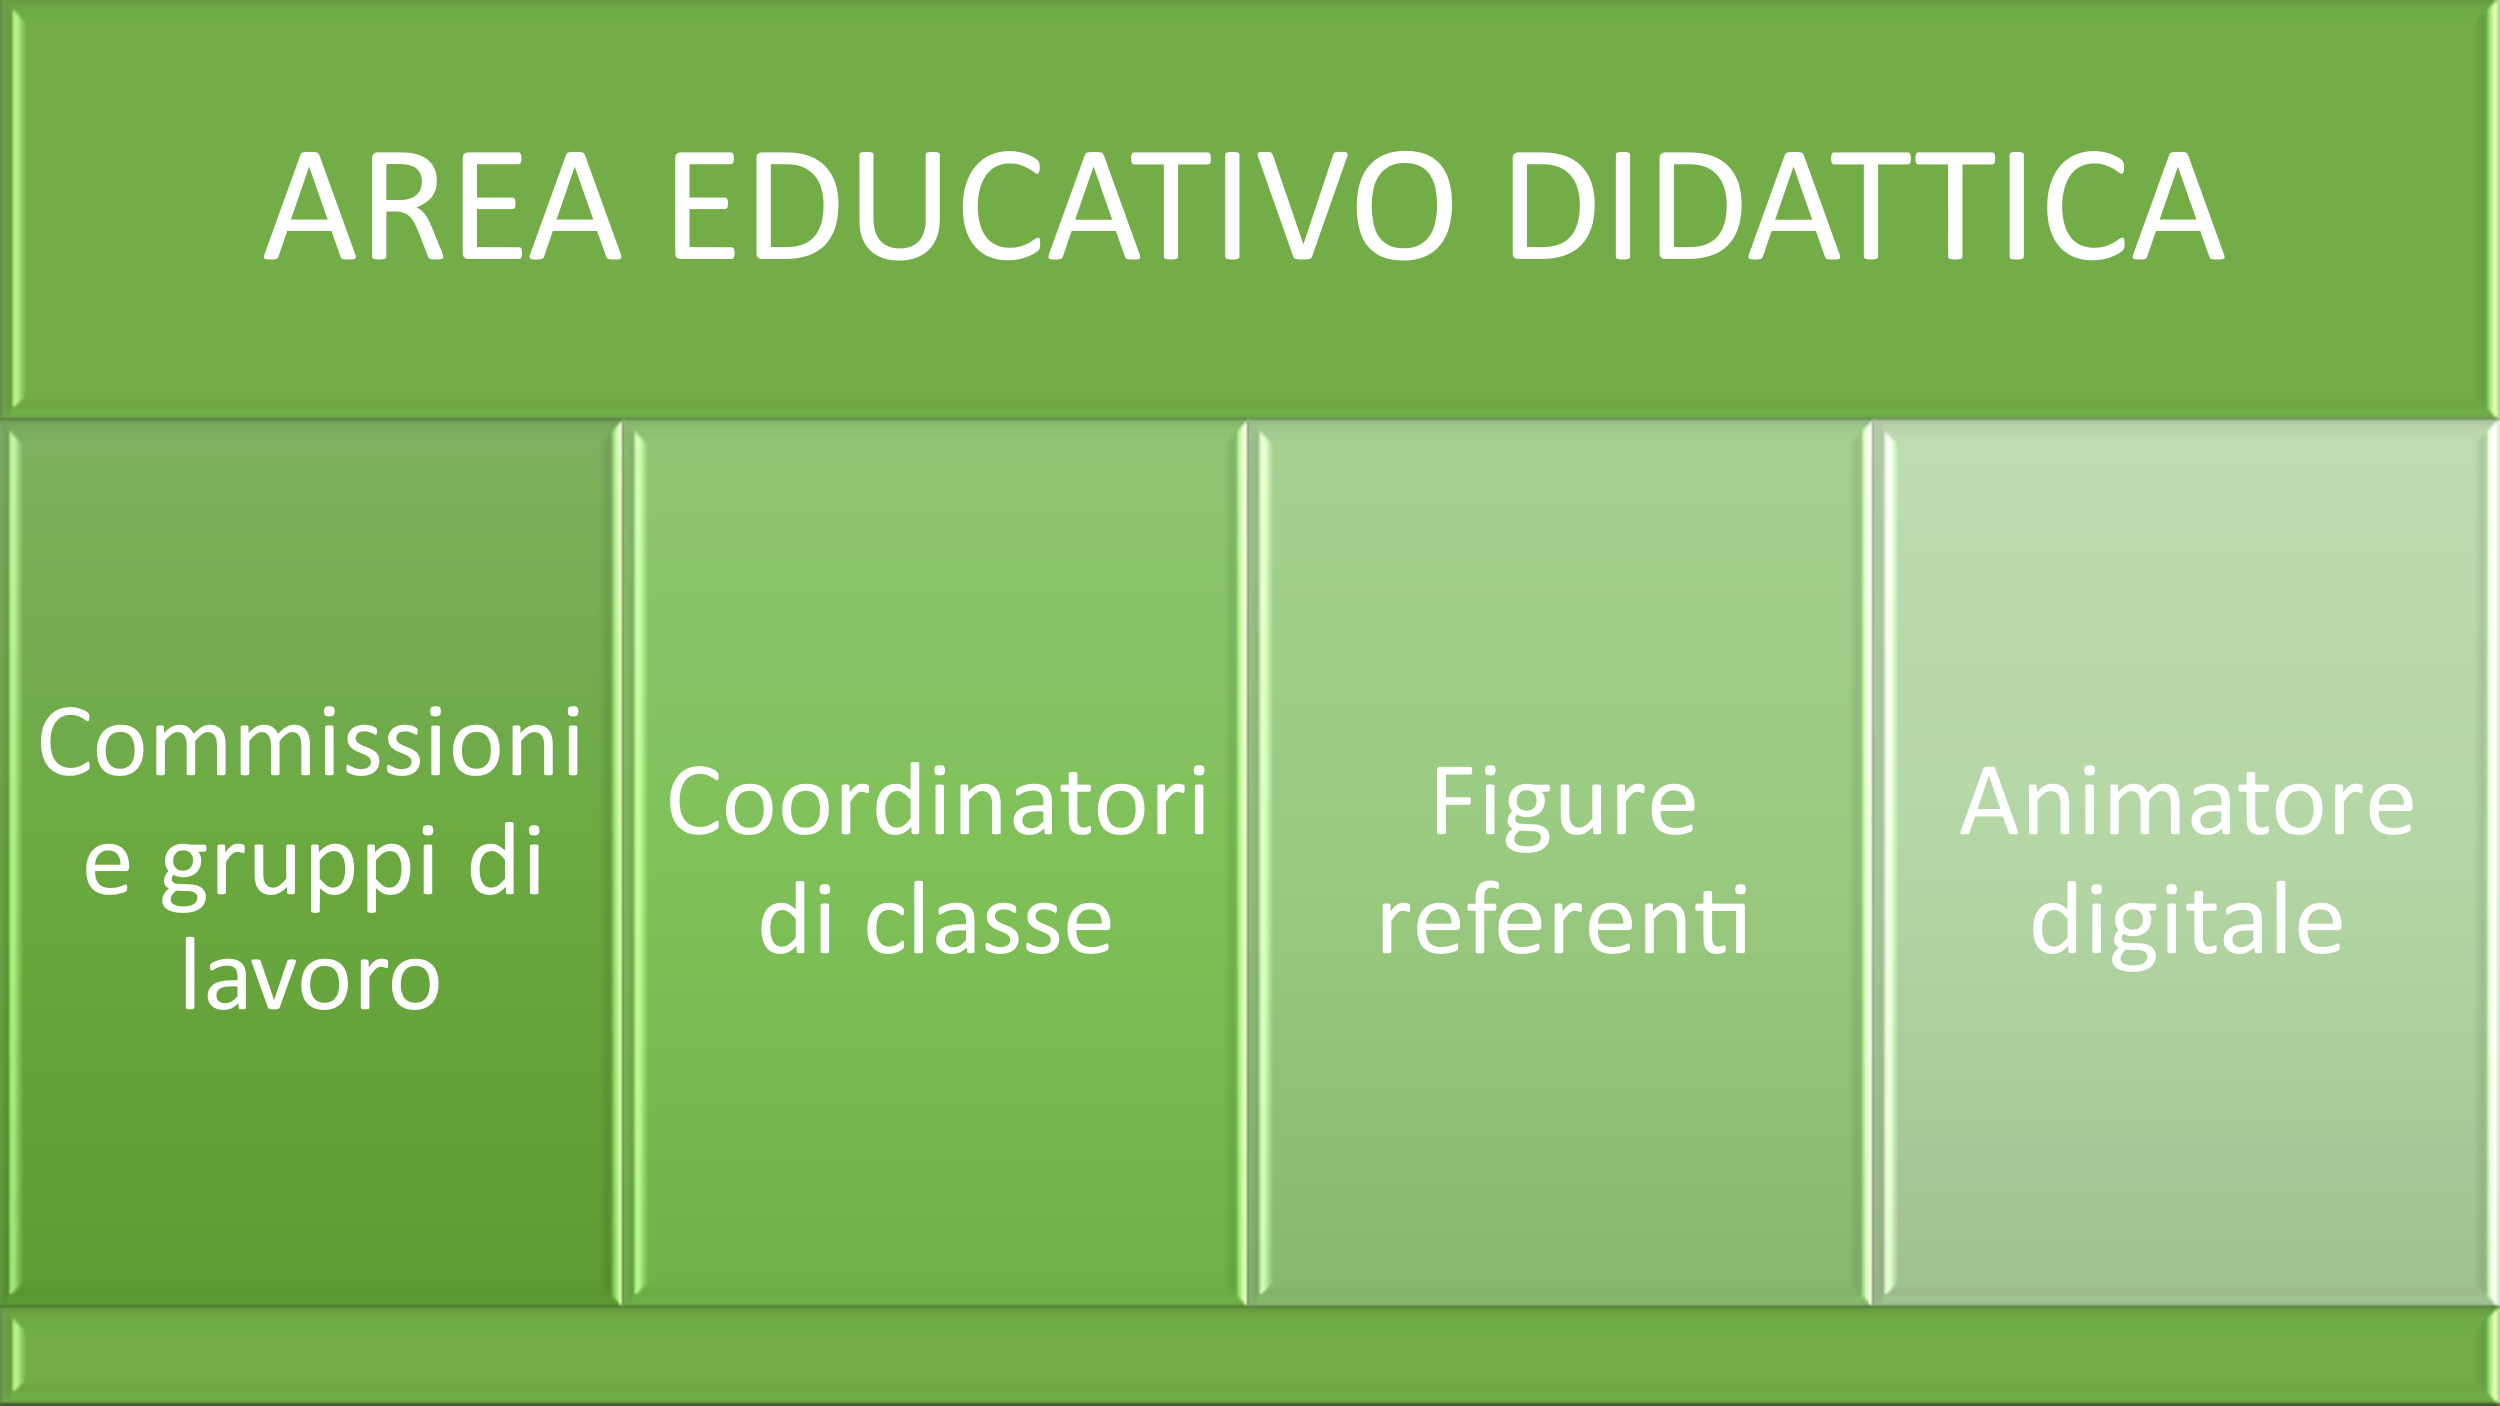 AREA EDUCATIVO DIDATTICA
Commissioni
e gruppi di
lavoro
Coordinatori
di classe
Figure
referenti
Animatore
digitale